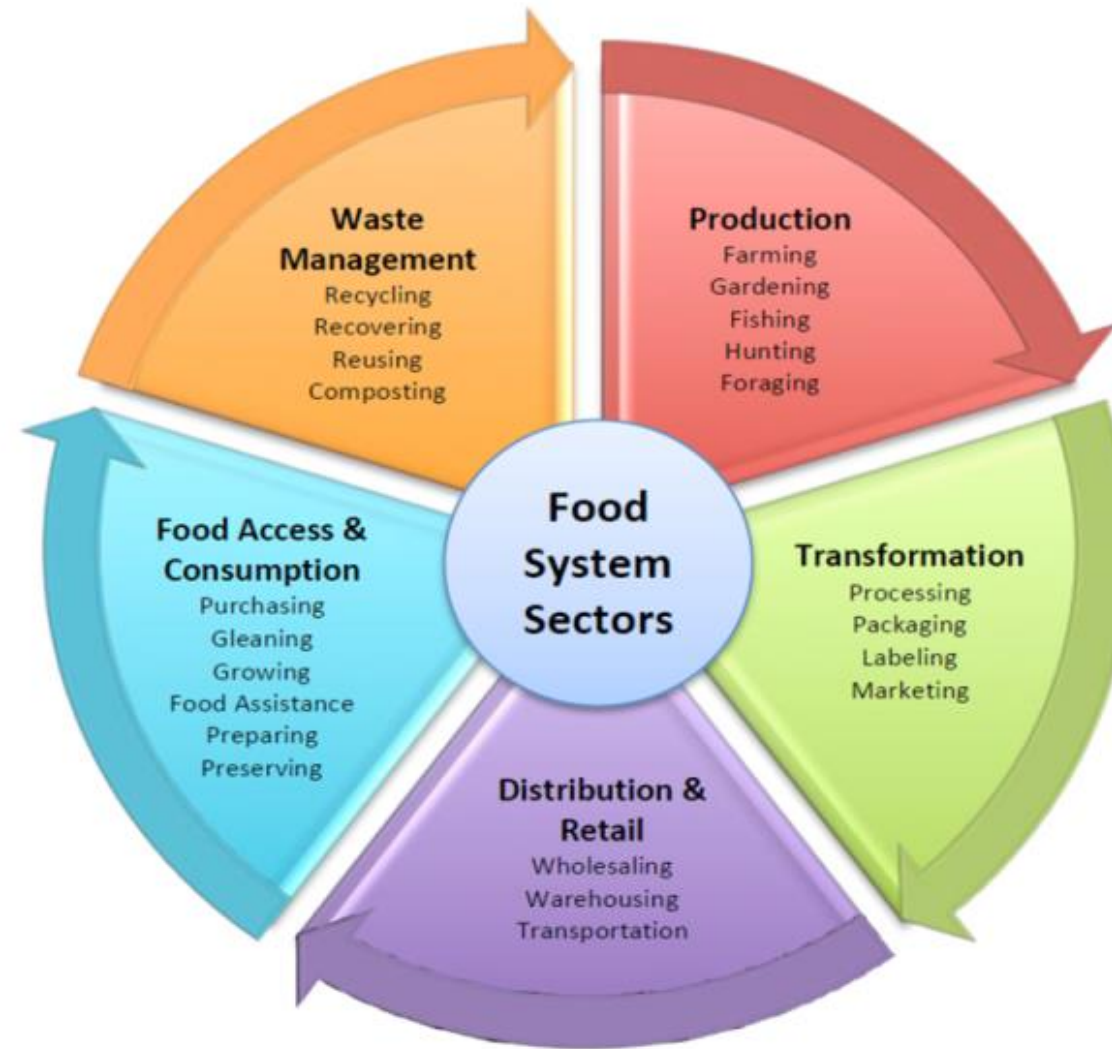 Food
System
Sectors
Production
Farming
Gardening
Fishing
Hunting
Foraging
Transformation
Processing
Packaging
Labeling
Marketing
Distribution &
Retail
Wholesaling
Warehousing
Transportation
Food Access &
Consumption
Purchasing
Gleaning
Growing
Food Assistance
Preparing
Preserving
Waste
Management
Recycling
Recovering
Reusing
Composting